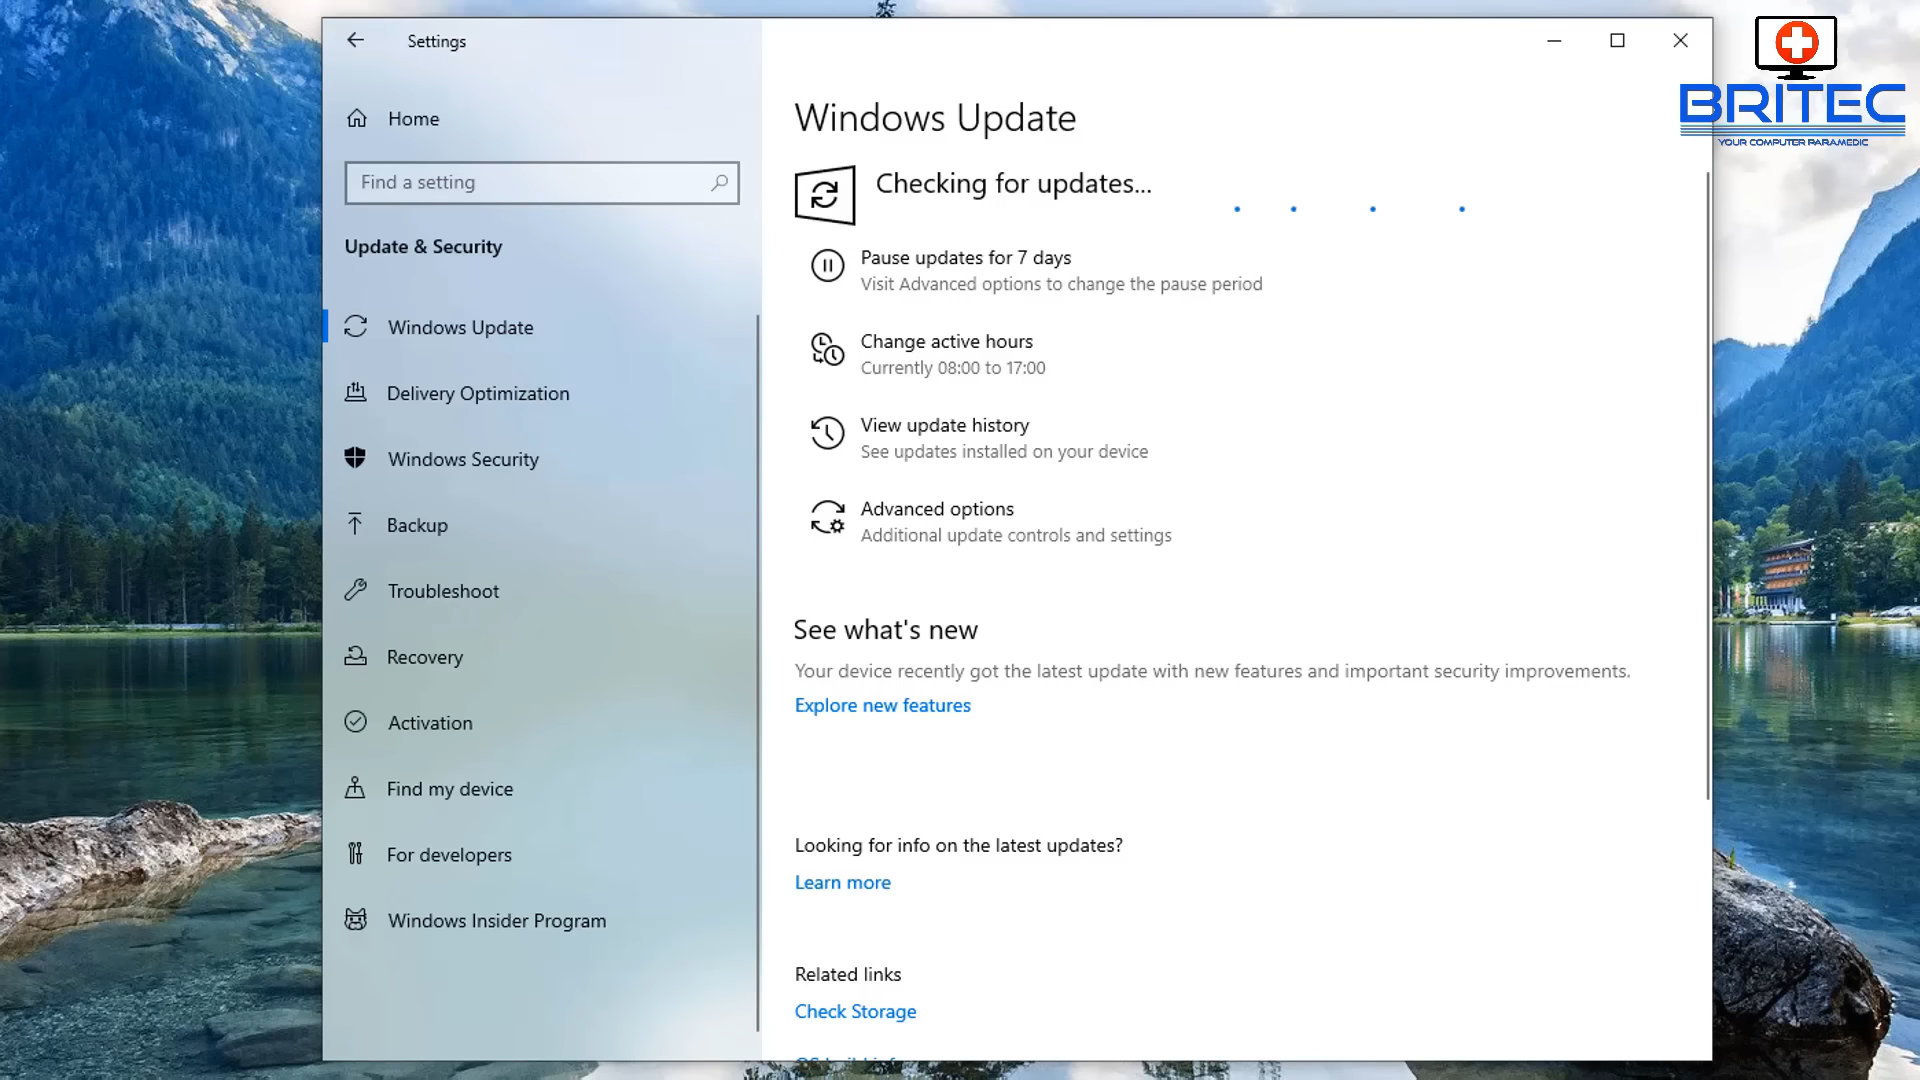 Settings
BRITEC
YOUR COMPUTER PARAMEDIC
Home
Find a setting
Update & Security
Windows Update
Delivery Optimization
Windows Security
Backup
Troubleshoot
Recovery
Activation
Find my device
For developers
Windows Insider Program
Windows Update
Checking for updates...
Pause updates for 7 days
Visit Advanced options to change the pause period
Change active hours
Currently 08:00 to 17:00
View update history
See updates installed on your device
Advanced options
Additional update controls and settings
See what's new
Your device recently got the latest update with new features and important security improvements.
Explore new features
Looking for info on the latest updates?
Learn more
Related links
Check Storage